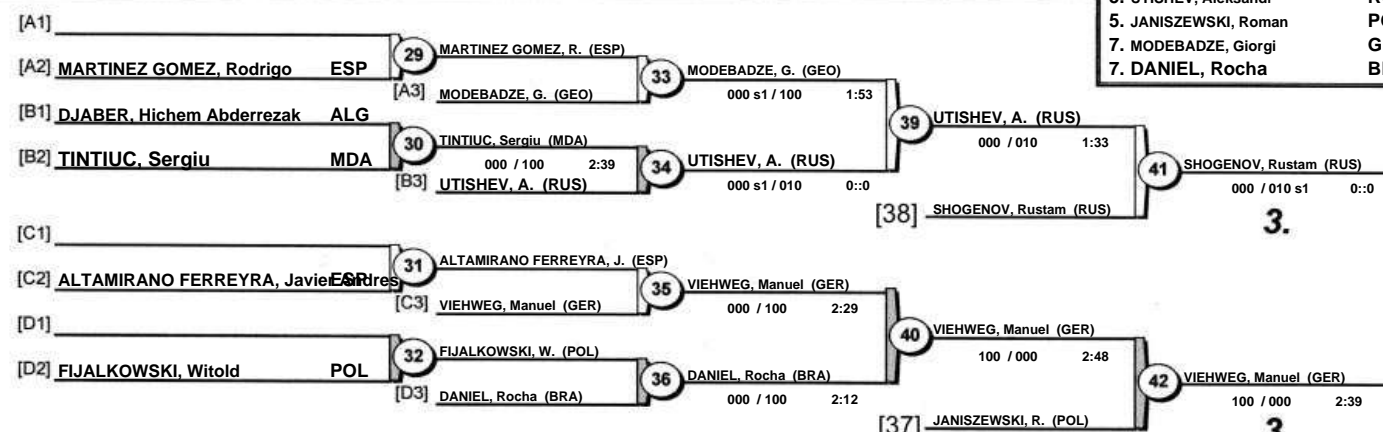 3. UTISHEV, Aleksandr
5. JANISZEWSKI, Roman
7. MODEBADZE, Giorgi
7. DANIEL, Rocha
[A1]
[A2] MARTINEZ GOMEZ, Rodrigo ESP
[B1] DJABER, Hichem Abderrezak ALG
[B2] TINTIUC, Sergiu MDA
[C1]
[C2] ALTAMIRANO FERREYRA, Javier Andres ESP
[D1]
[D2] FIJALKOWSKI, Witold POL
29
MARTINEZ GOMEZ, R. (ESP)
[A3] MODEBADZE, G. (GEO)
30
TINTIUC, Sergiu (MDA)
000 / 100 2:39
[B3] UTISHEV, A. (RUS)
31
ALTAMIRANO FERREYRA, J. (ESP)
[C3] VIEHWEG, Manuel (GER)
32
FIJALKOWSKI, W. (POL)
[D3] DANIEL, Rocha (BRA)
33
MODEBADZE, G. (GEO)
000 s1 / 100 1:53
34
UTISHEV, A. (RUS)
000 s1 / 010 0::0
35
VIEHWEG, Manuel (GER)
000 / 100 2:29
36
DANIEL, Rocha (BRA)
000 / 100 2:12
39
UTISHEV, A. (RUS)
000 / 010 1:33
[38] SHOGENOV, Rustam (RUS)
40
VIEHWEG, Manuel (GER)
100 / 000 2:48
[37] JANISZEWSKI, R. (POL)
41
SHOGENOV, Rustam (RUS)
000 / 010 s1 0::0
3.
42
VIEHWEG, Manuel (GER)
100 / 000 2:39
3